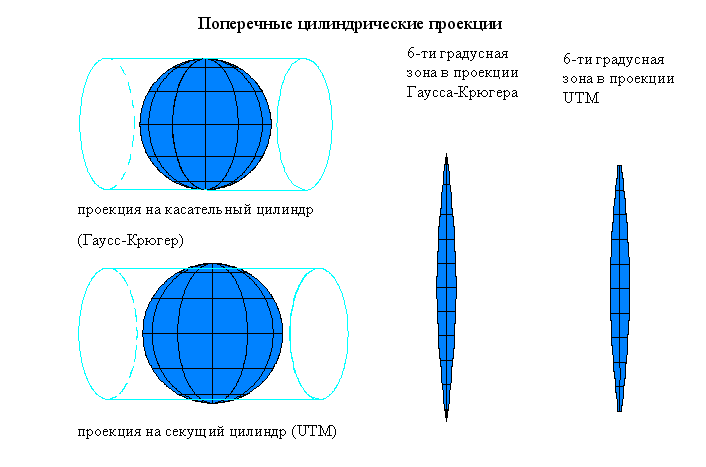 Поперечные цилиндрические проекции
6-ти градусная
зона в проекции
Гаусса-Крюгера
6-ти градусная
зона в проекции
UTM
проекция на касательный цилиндр
(Гаусс-Крюгер)
проекция на секущий цилиндр (UTM)